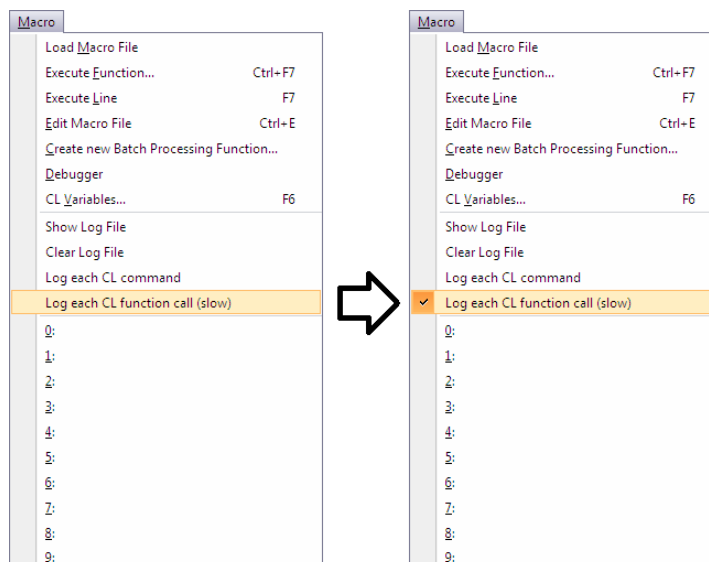 Macro
Load Macro File
Execute Function... Ctrl+F7
Execute Line F7
Edit Macro File Ctrl+E
Create new Batch Processing Function...
Debugger
CL Variables... F6
Show Log File
Clear Log File
Log each CL command
Log each CL function call (slow)
0:
1:
2:
3:
4:
5:
6:
7:
8:
9:
Macro
Load Macro File
Execute Function... Ctrl+F7
Execute Line F7
Edit Macro File Ctrl+E
Create new Batch Processing Function...
Debugger
CL Variables... F6
Show Log File
Clear Log File
Log each CL command
Log each CL function call (slow)
0:
1:
2:
3:
4:
5:
6:
7:
8:
9: